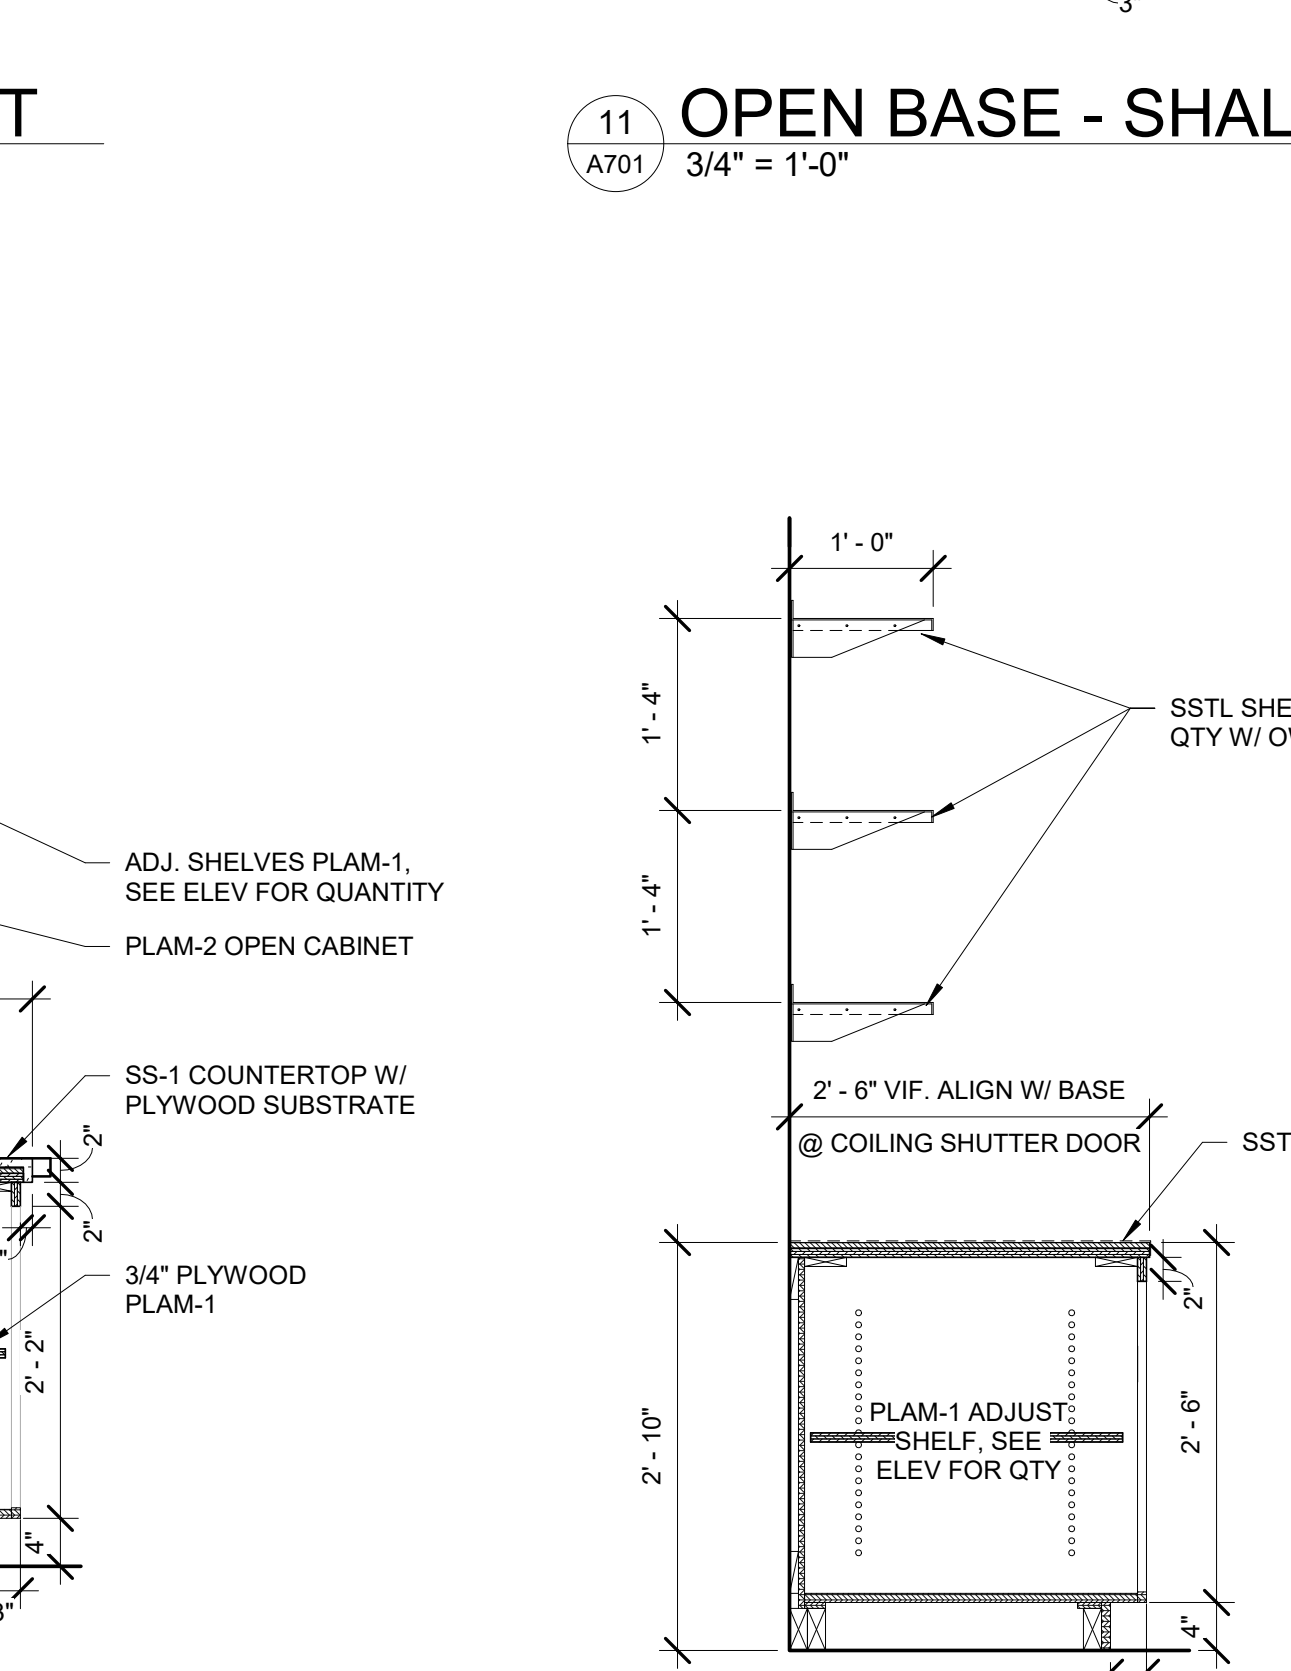 3"
T
11
OPEN BASE - SHAL
A701
3/4" = 1'-0"
1' - 0"
1' - 4"
SSTL SHE
QTY W/
1' - 4"
ADJ. SHELVES PLAM-1,
SEE ELEV FOR QUANTITY
PLAM-2 OPEN CABINET
SS-1 COUNTERTOP W/
PLYWOOD SUBSTRATE
2"
2"
3/4" PLYWOOD
PLAM-1
2' - 2"
4"
2' - 6" VIF. ALIGN W/ BASE
@ COILING SHUTTER DOOR
SST
2"
2' - 10"
PLAM-1 ADJUST
SHELF, SEE
ELEV FOR QTY
2' - 6"
4"